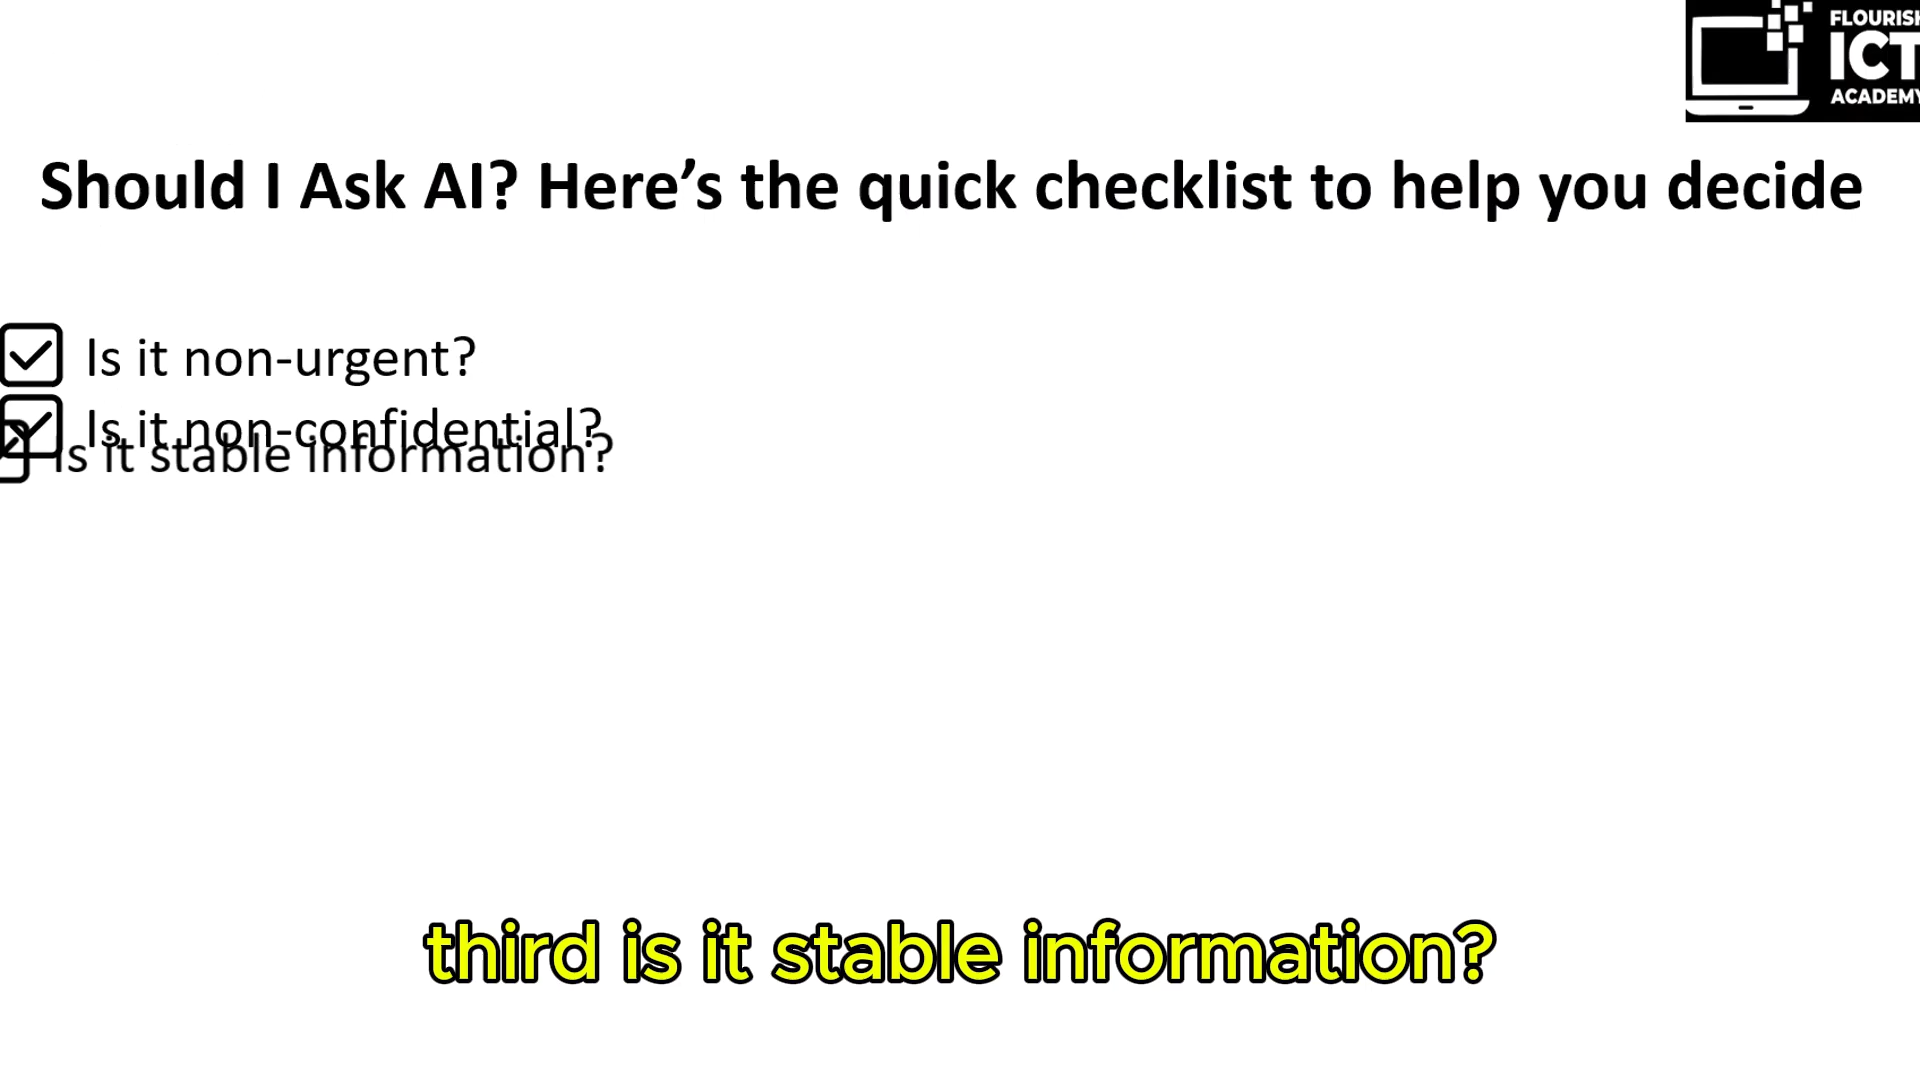 FLOURISH
ICT
ACADEMY
Should I Ask AI? Here’s the quick checklist to help you decide
Is it non-urgent?
Is it non-confidential?
Is it stable information?
third is it stable information?